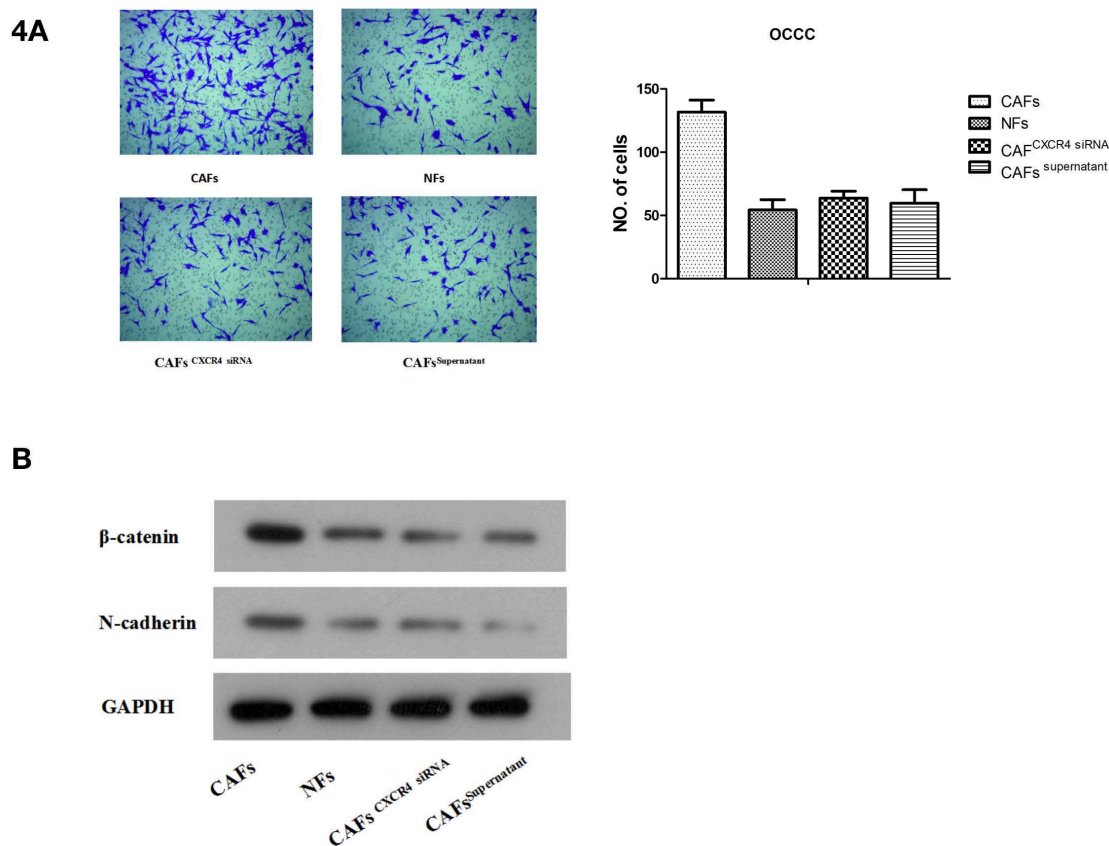 4A
CAFs
NFs
CAFs CXCR4 siRNA
CAFsSupernatant
OCCC
NO. of cells
150
100
50
0
CAFs
NFs
CAFCXCR4 siRNA
CAFs supernatant
B
β-catenin
N-cadherin
GAPDH
CAFs
NFs
CAFs CXCR4 siRNA
CAFsSupernatant